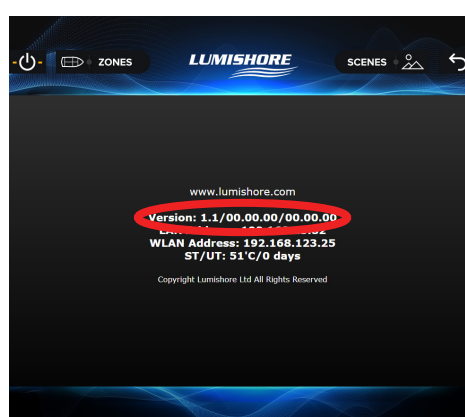 ZONES
LUMISHORE
SCENES
www.lumishore.com
Version: 1.1/00.00.00/00.00.00
WLAN Address: 192.168.123.25
ST/UT: 51'C/0 days
Copyright Lumishore Ltd All Rights Reserved